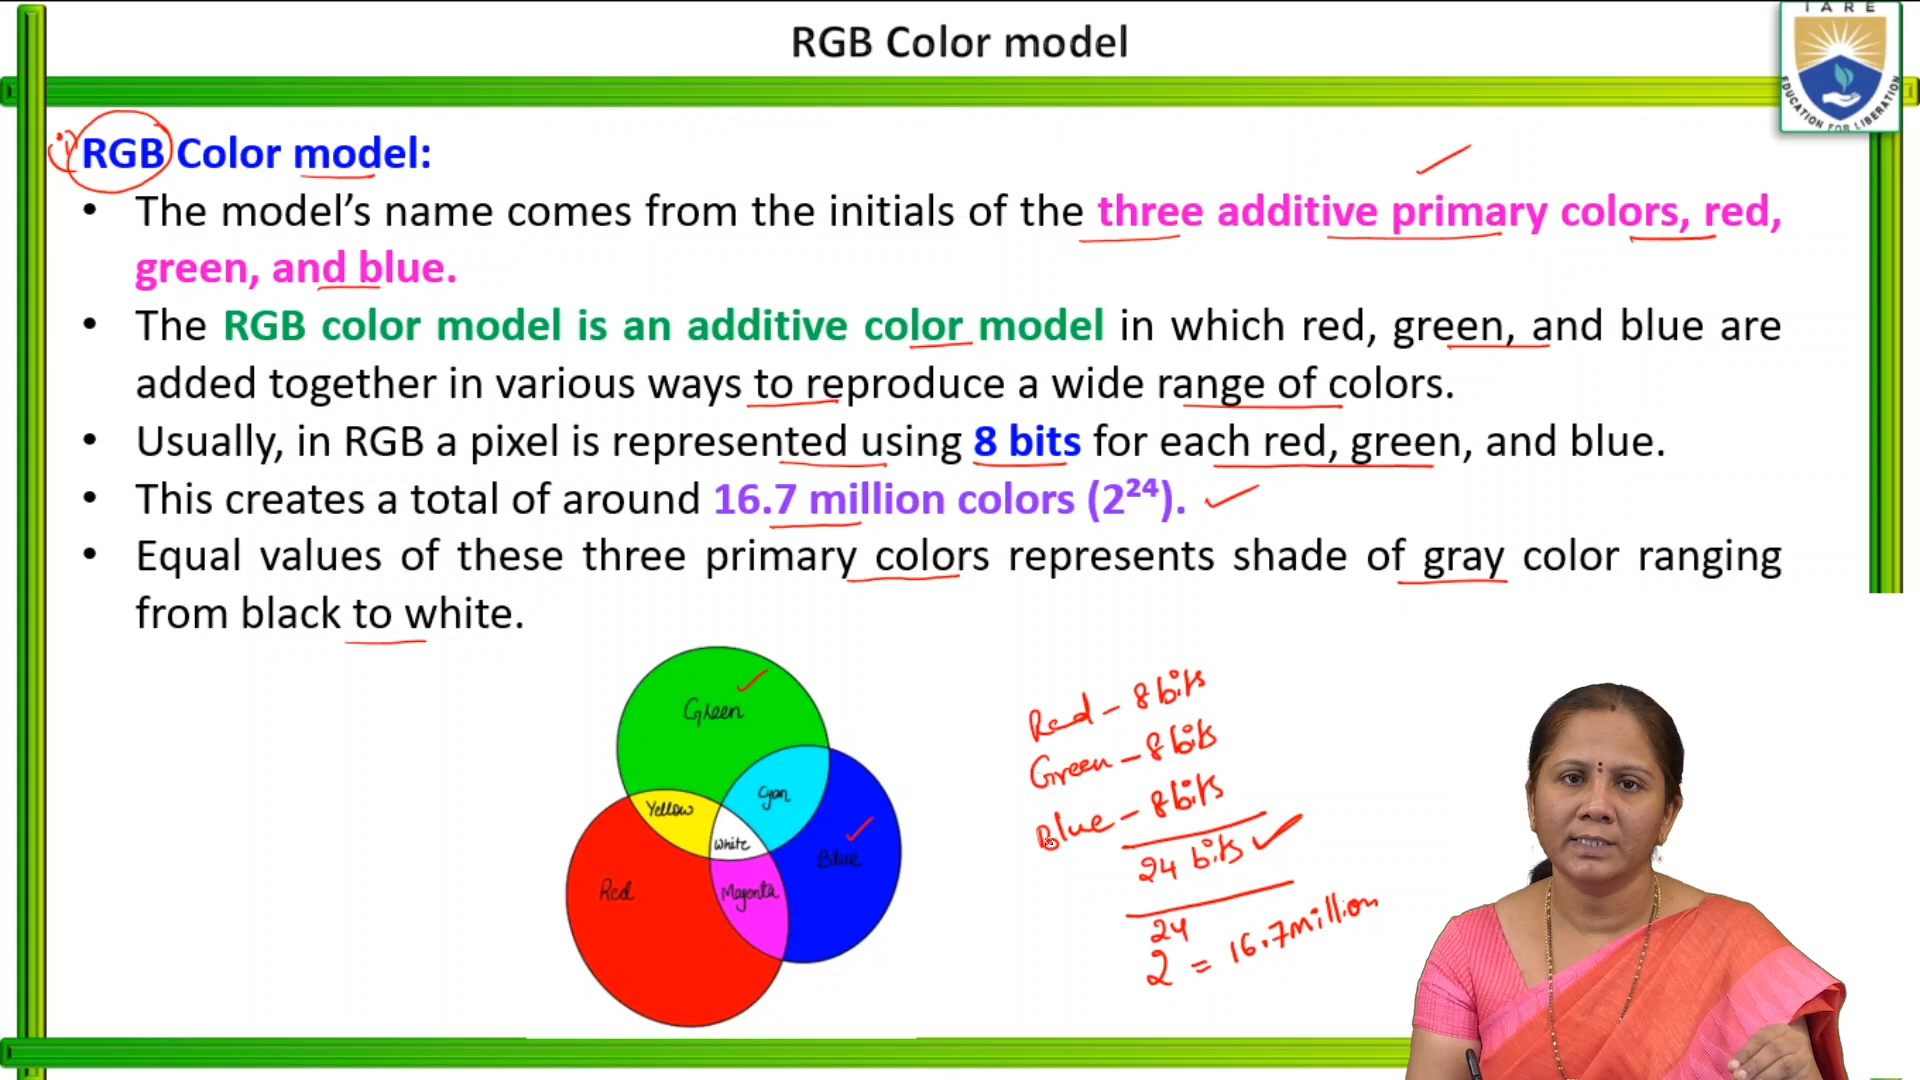 RGB Color model
IARE
EDUCATION FOR LIBERATION
RGB Color model:
• The model’s name comes from the initials of the three additive primary colors, red,
green, and blue.
• The RGB color model is an additive color model in which red, green, and blue are
added together in various ways to reproduce a wide range of colors.
• Usually, in RGB a pixel is represented using 8 bits for each red, green, and blue.
• This creates a total of around 16.7 million colors (2²⁴).
• Equal values of these three primary colors represents shade of gray color ranging
from black to white.
Green
Yellow
Cyan
White
Blue
Red
Magenta
Red - 8 bits
Green - 8 bits
Blue - 8 bits
24 bits
2²⁴ = 16.7 million